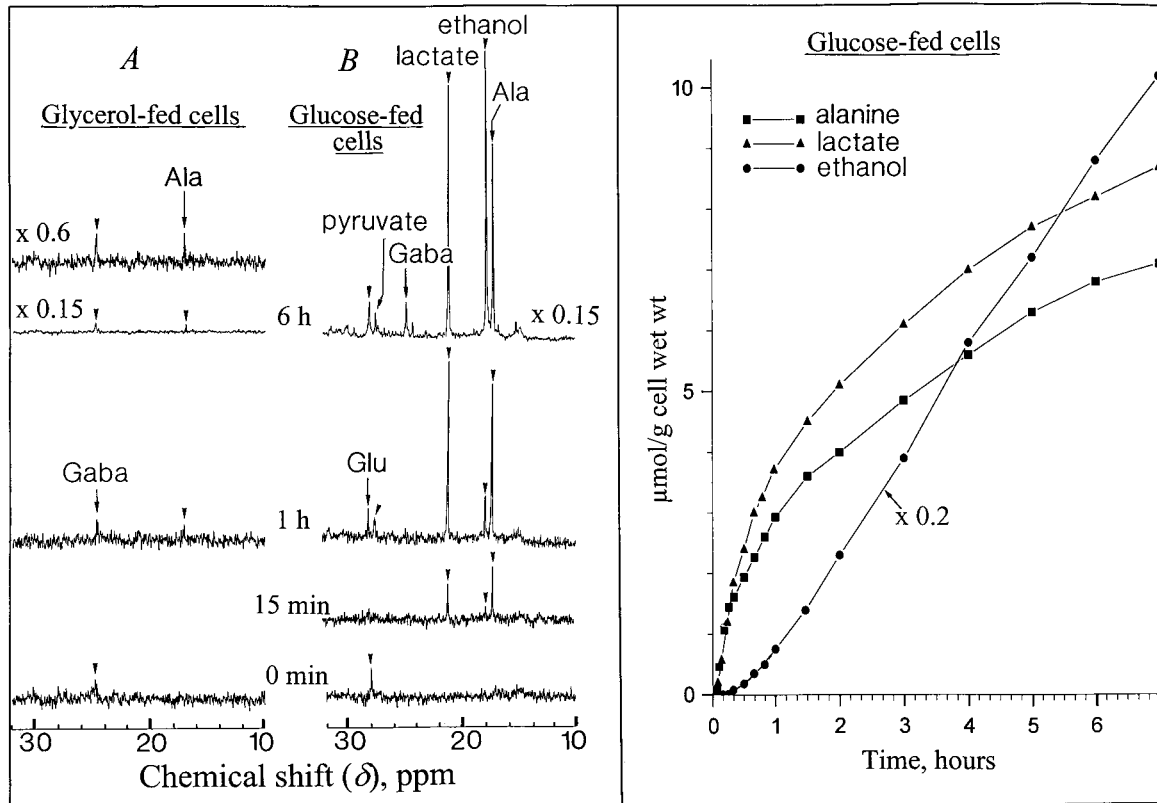 A
Glycerol-fed cells
Ala
x 0.6
x 0.15
Gaba
B
Glucose-fed
cells
ethanol
lactate
Ala
pyruvate
Gaba
6 h
x 0.15
Glu
1 h
15 min
0 min
30
20
10
30
20
10
Chemical shift (δ), ppm
Glucose-fed cells
alanine
lactate
ethanol
x 0.2
10
5
0
μmol/g cell wet wt
0
1
2
3
4
5
6
Time, hours